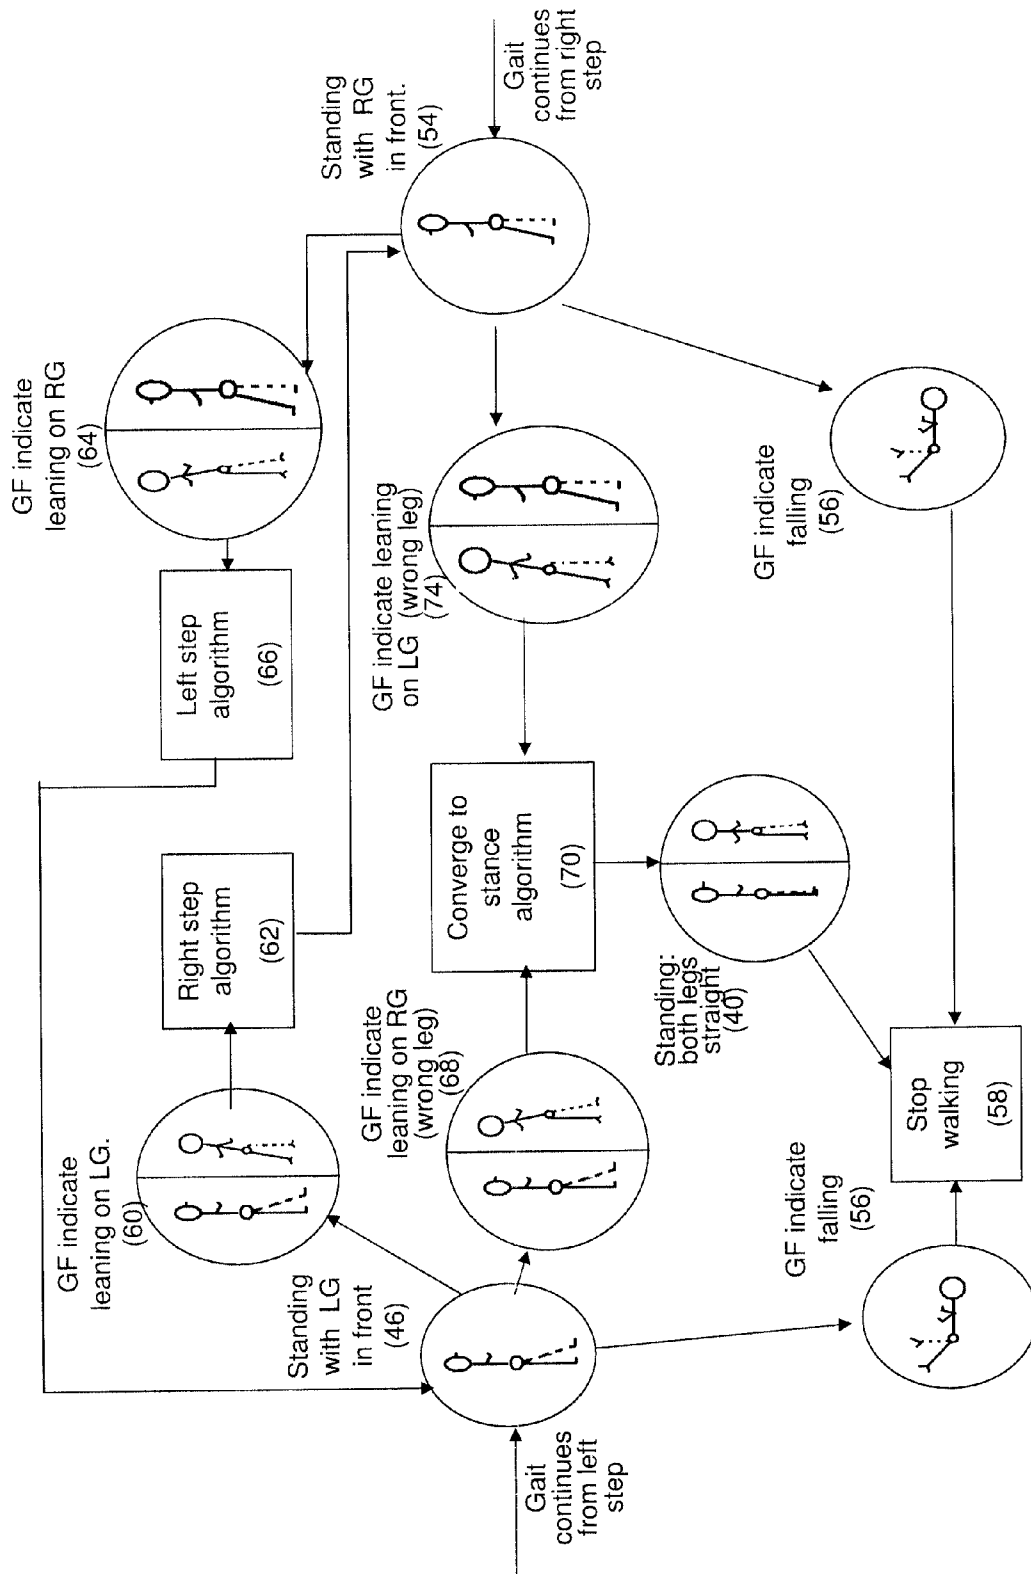 GF indicate
leaning on LG.
(60)
Right step
algorithm
(62)
Left step
algorithm
(66)
GF indicate
leaning on RG
(64)
Standing
with LG
in front
(46)
GF indicate
leaning on RG
(wrong leg)
(68)
Converge to
stance
algorithm
(70)
GF indicate leaning
on LG (wrong leg)
(74)
Standing
with RG
in front.
(54)
Gait
continues
from left
step
Gait
continues
from right
step
Standing:
both legs
straight
(40)
GF indicate
falling
(56)
Stop
walking
(58)
GF indicate
falling
(56)